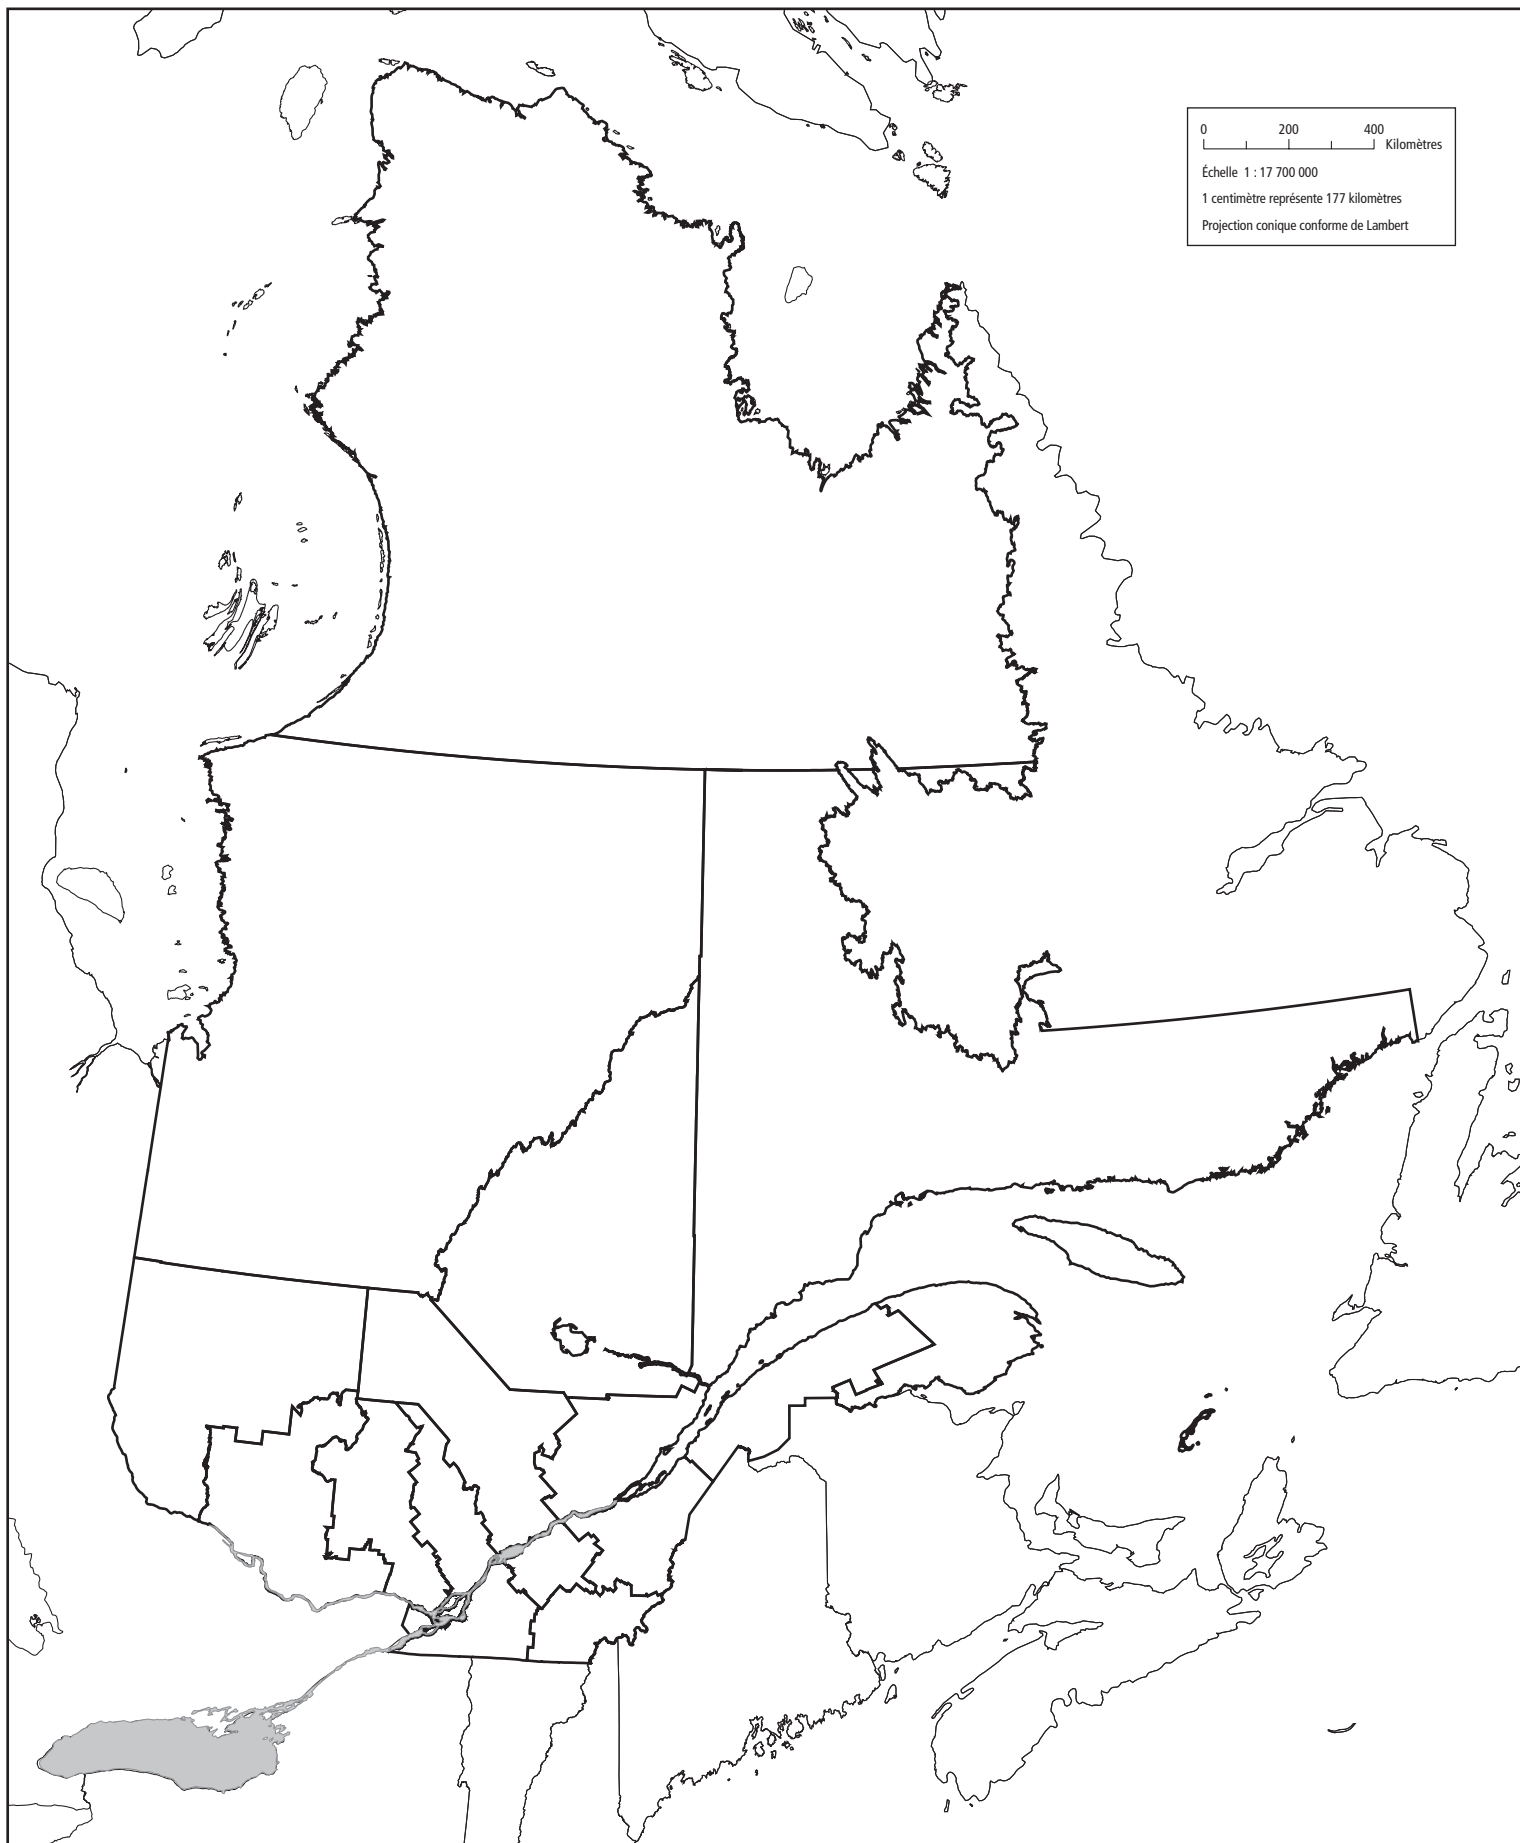 0 200 400
Kilomètres
Échelle 1 : 17 700 000
1 centimètre représente 177 kilomètres
Projection conique conforme de Lambert